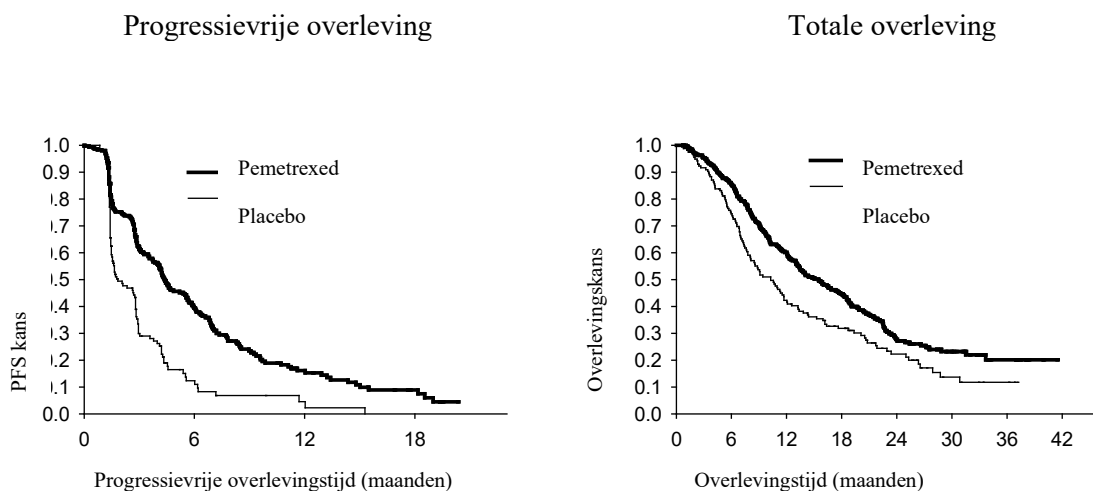 Progressievrije overleving
PFS kans
1.0
0.9
0.8
0.7
0.6
0.5
0.4
0.3
0.2
0.1
0.0
Pemetrexed
Placebo
0 6 12 18
Progressievrije overlevingstijd (maanden)
Totale overleving
Overlevingskans
1.0
0.9
0.8
0.7
0.6
0.5
0.4
0.3
0.2
0.1
0.0
Pemetrexed
Placebo
0 6 12 18 24 30 36 42
Overlevingstijd (maanden)